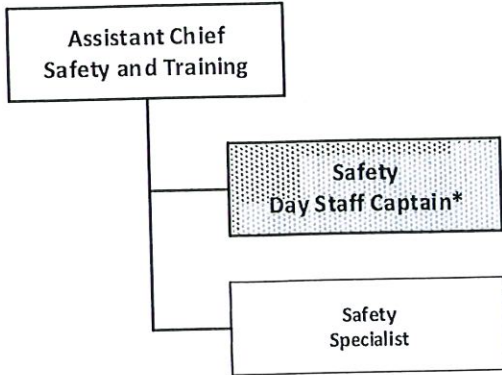 Assistant Chief
Safety and Training
Safety
Day Staff Captain*
Safety
Specialist